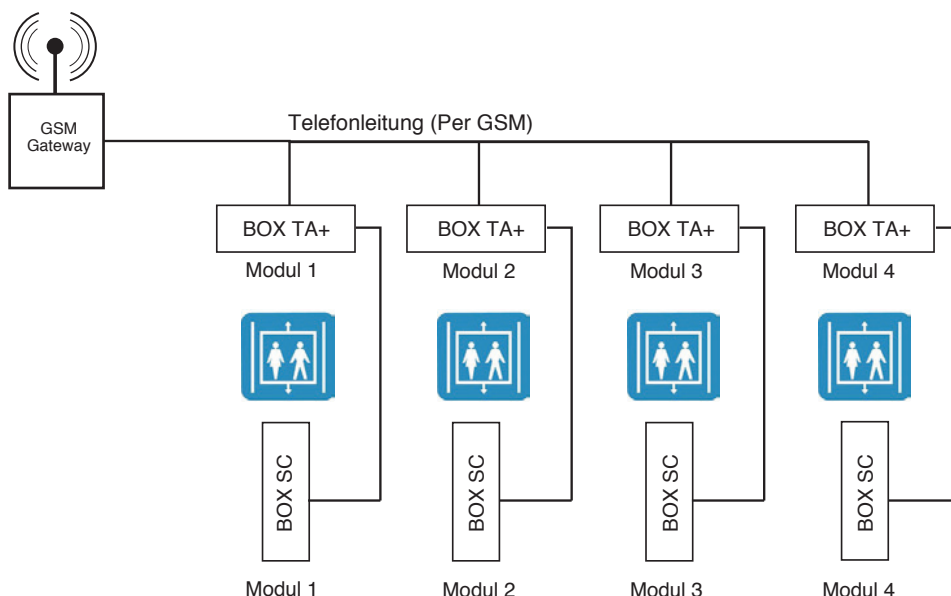 GSM
Gateway
Telefonleitung (Per GSM)
BOX TA+
BOX TA+
BOX TA+
BOX TA+
Modul 1
Modul 2
Modul 3
Modul 4
BOX SC
BOX SC
BOX SC
BOX SC
Modul 1
Modul 2
Modul 3
Modul 4